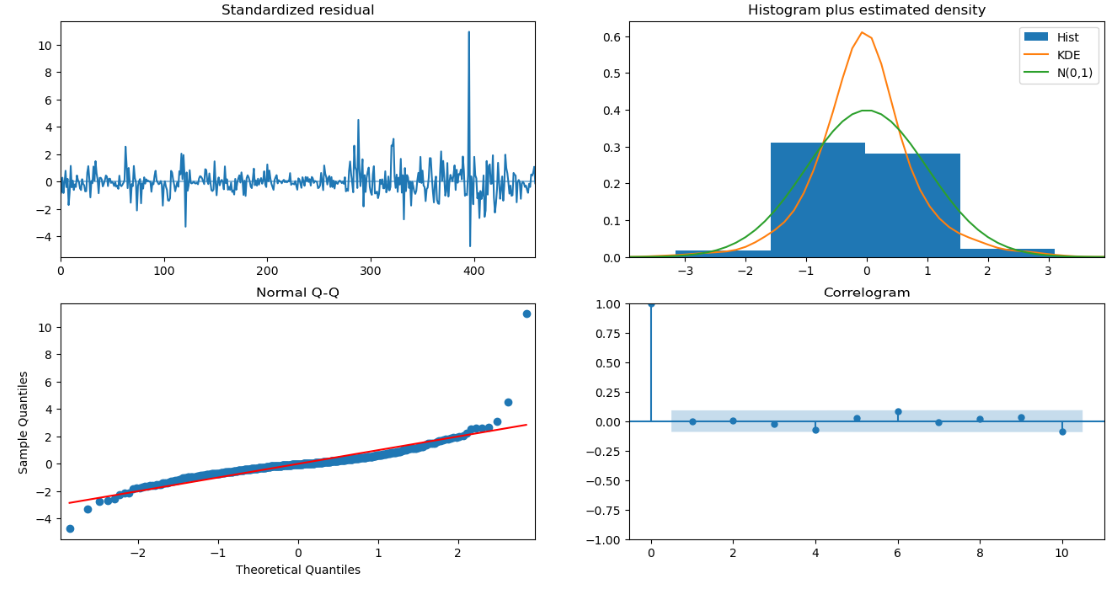 Standardized residual
10
8
6
4
2
0
−2
−4
0 100 200 300 400
Histogram plus estimated density
Hist
KDE
N(0,1)
0.6
0.5
0.4
0.3
0.2
0.1
0.0
−3 −2 −1 0 1 2 3
Normal Q-Q
Sample Quantiles
10
8
6
4
2
0
−2
−4
−2 −1 0 1 2
Theoretical Quantiles
Correlogram
1.00
0.75
0.50
0.25
0.00
−0.25
−0.50
−0.75
−1.00
0 2 4 6 8 10